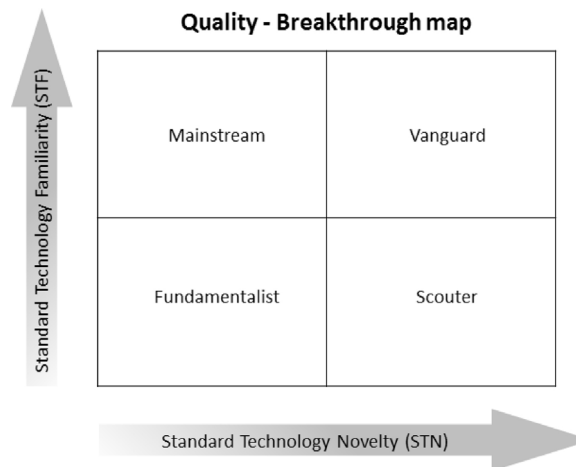 Quality - Breakthrough map
Standard Technology Familiarity (STF)
Mainstream
Vanguard
Fundamentalist
Scouter
Standard Technology Novelty (STN)